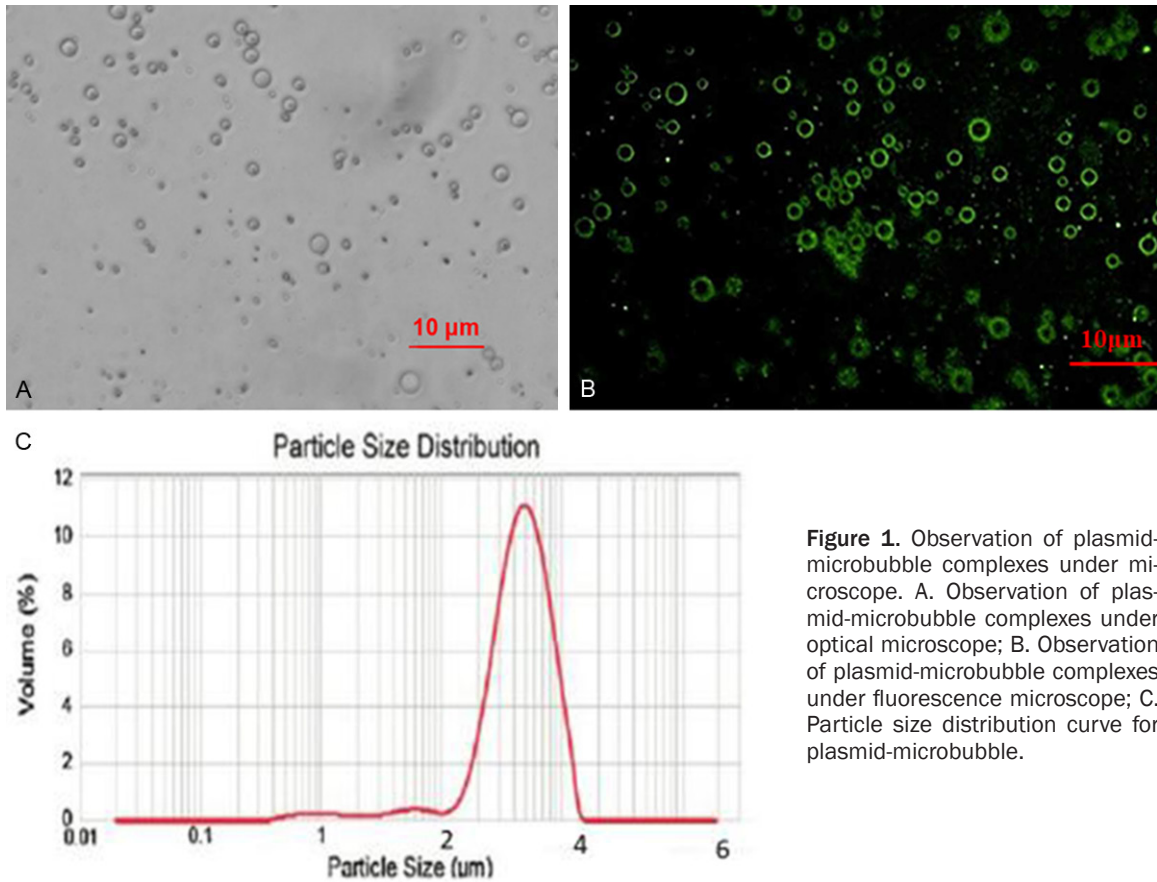 10 µm
A
10µm
B
C
Particle Size Distribution
12
10
8
6
4
2
0
Volume (%)
0.01 0.1 1 2 4 6
Particle Size (um)
Figure 1. Observation of plasmid-
microbubble complexes under mi-
croscope. A. Observation of plas-
mid-microbubble complexes under
optical microscope; B. Observation
of plasmid-microbubble complexes
under fluorescence microscope; C.
Particle size distribution curve for
plasmid-microbubble.